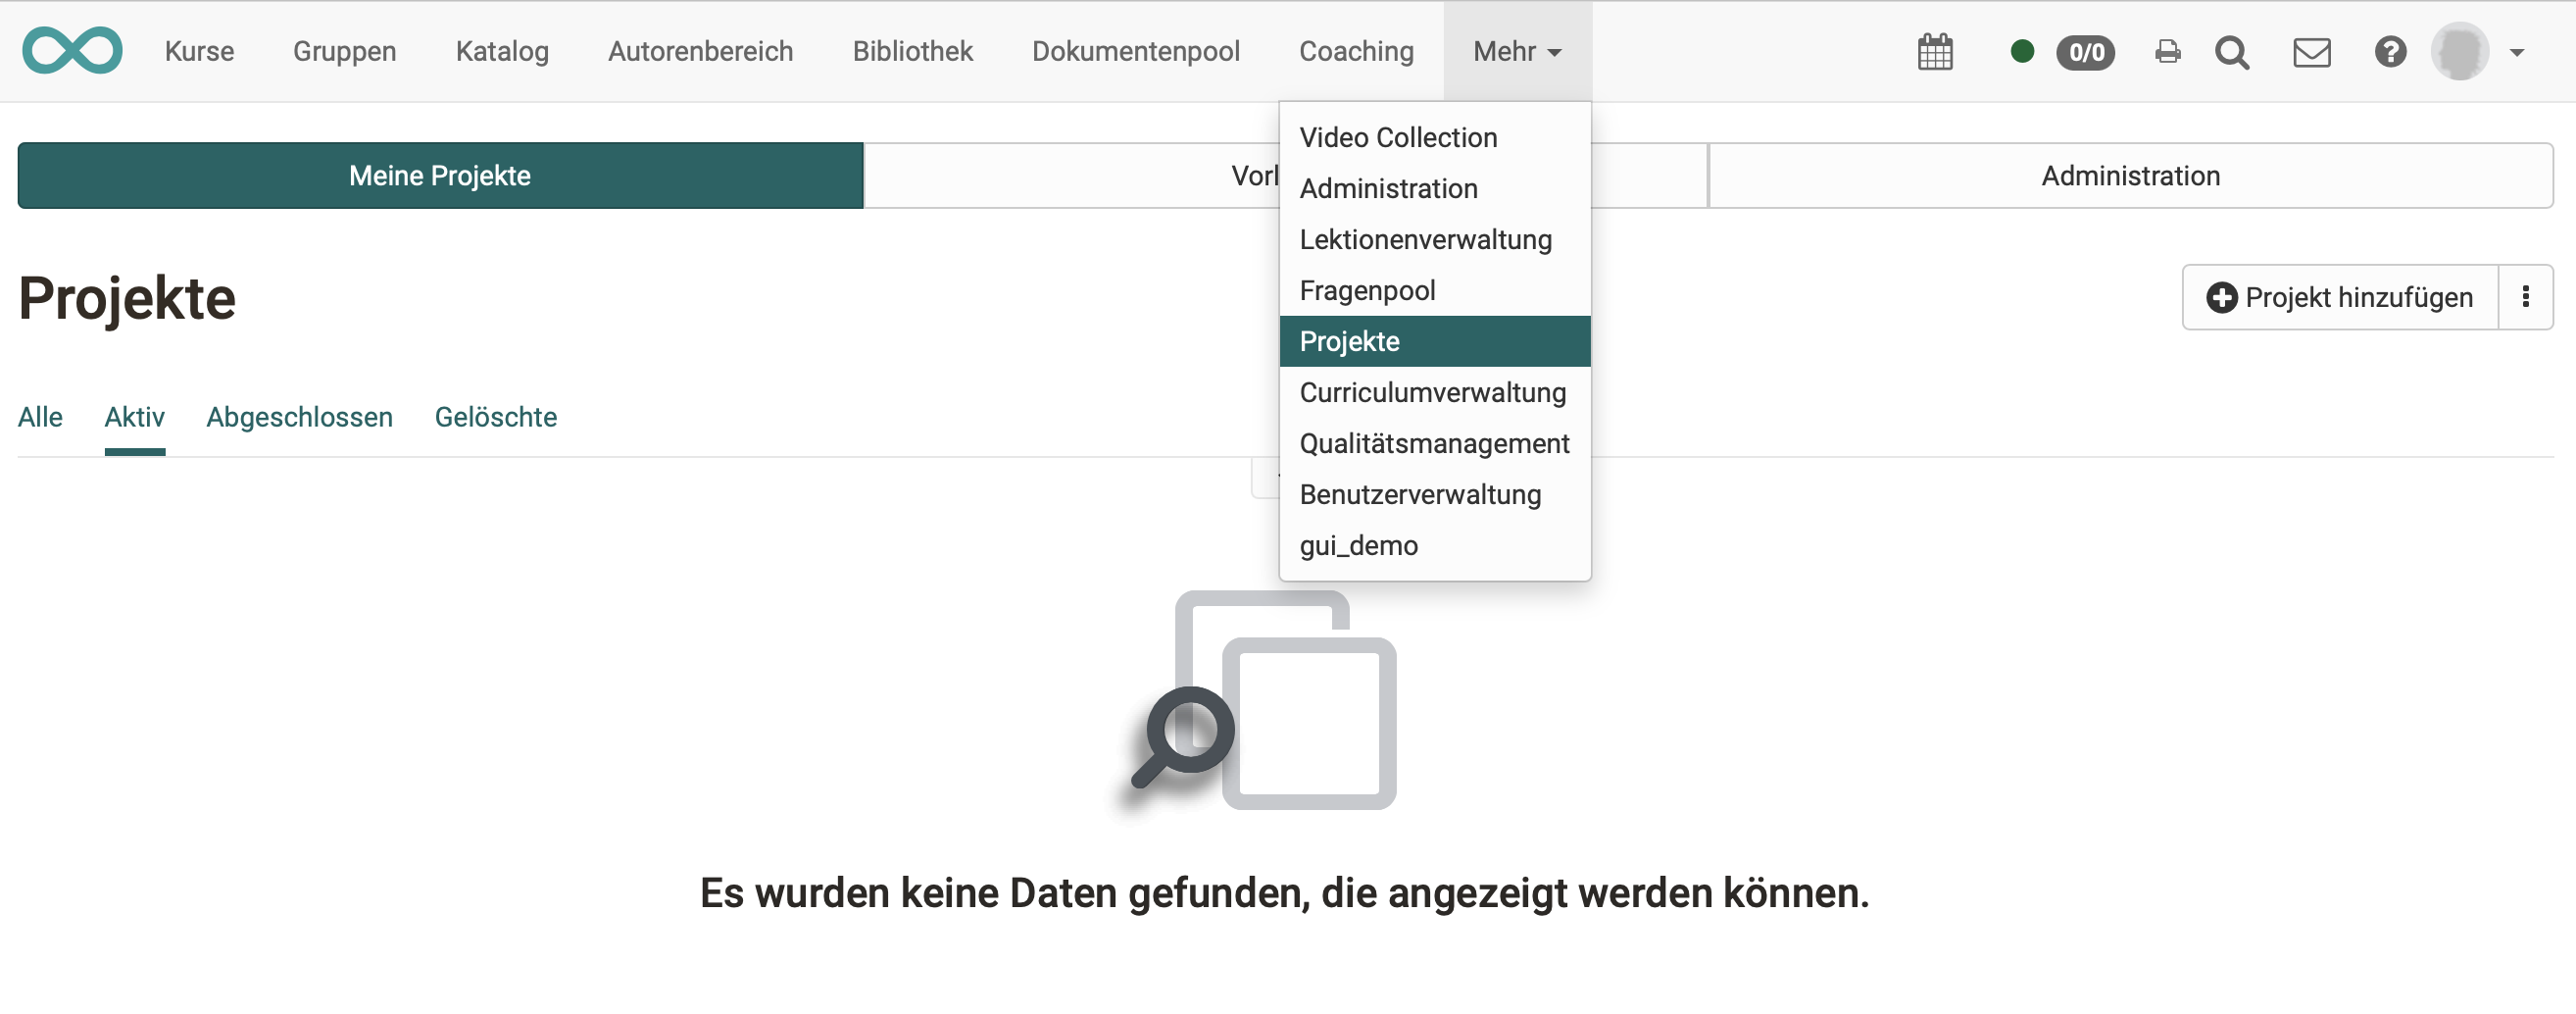 Kurse Gruppen Katalog Autorenbereich Bibliothek Dokumentenpool Coaching Mehr 0/0
Video Collection
Administration
Lektionenverwaltung
Fragenpool
Projekte
Curriculumverwaltung
Qualitätsmanagement
Benutzerverwaltung
gui_demo
Meine Projekte Administration
Projekte
Projekt hinzufügen
Alle Aktiv Abgeschlossen Gelöschte
Es wurden keine Daten gefunden, die angezeigt werden können.